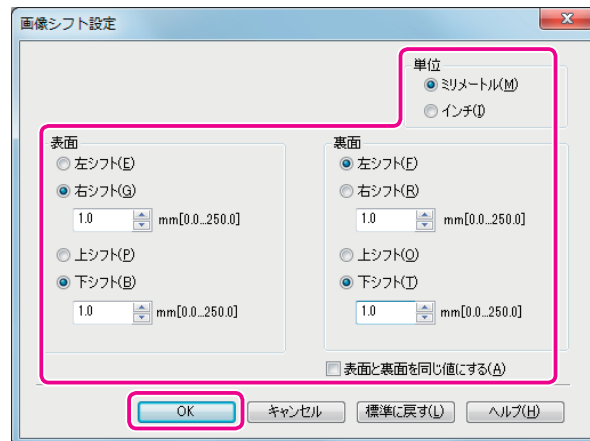 画像シフト設定
単位
ミリメートル(M)
インチ(I)
表面
左シフト(E)
右シフト(G)
1.0 mm[0.0...250.0]
上シフト(P)
下シフト(B)
1.0 mm[0.0...250.0]
裏面
左シフト(F)
右シフト(R)
1.0 mm[0.0...250.0]
上シフト(O)
下シフト(T)
1.0 mm[0.0...250.0]
表面と裏面を同じ値にする(A)
OK キャンセル 標準に戻す(L) ヘルプ(H)